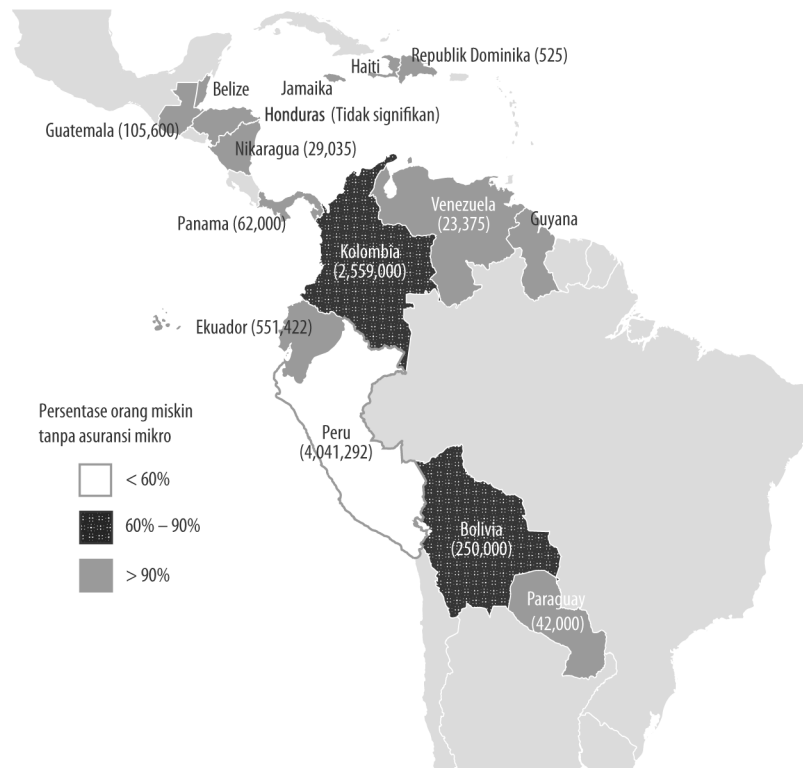 Republik Dominika (525)
Haiti
Belize
Jamaika
Honduras (Tidak signifikan)
Guatemala (105,600)
Nikaragua (29,035)
Venezuela
(23,375)
Guyana
Panama (62,000)
Kolombia
(2,559,000)
Ekuador (551,422)
Persentase orang miskin
tanpa asuransi mikro
< 60%
60% – 90%
> 90%
Peru
(4,041,292)
Bolivia
(250,000)
Paraguay
(42,000)